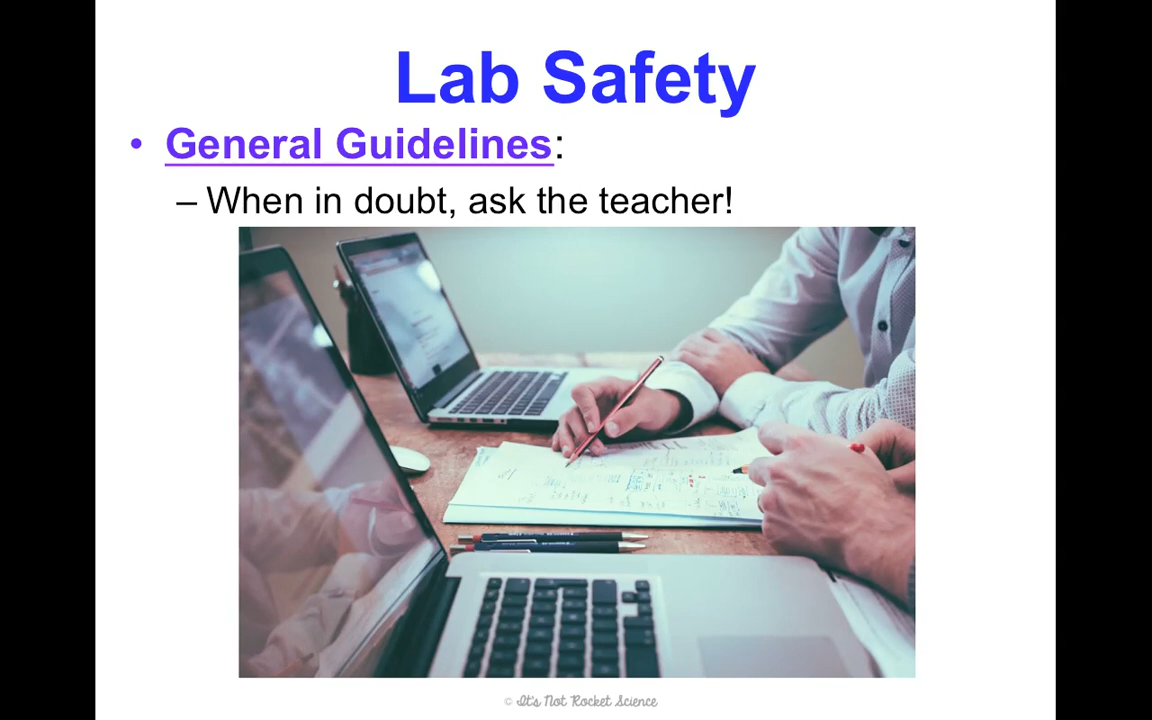 Lab Safety
• General Guidelines:
– When in doubt, ask the teacher!
© It's Not Rocket Science